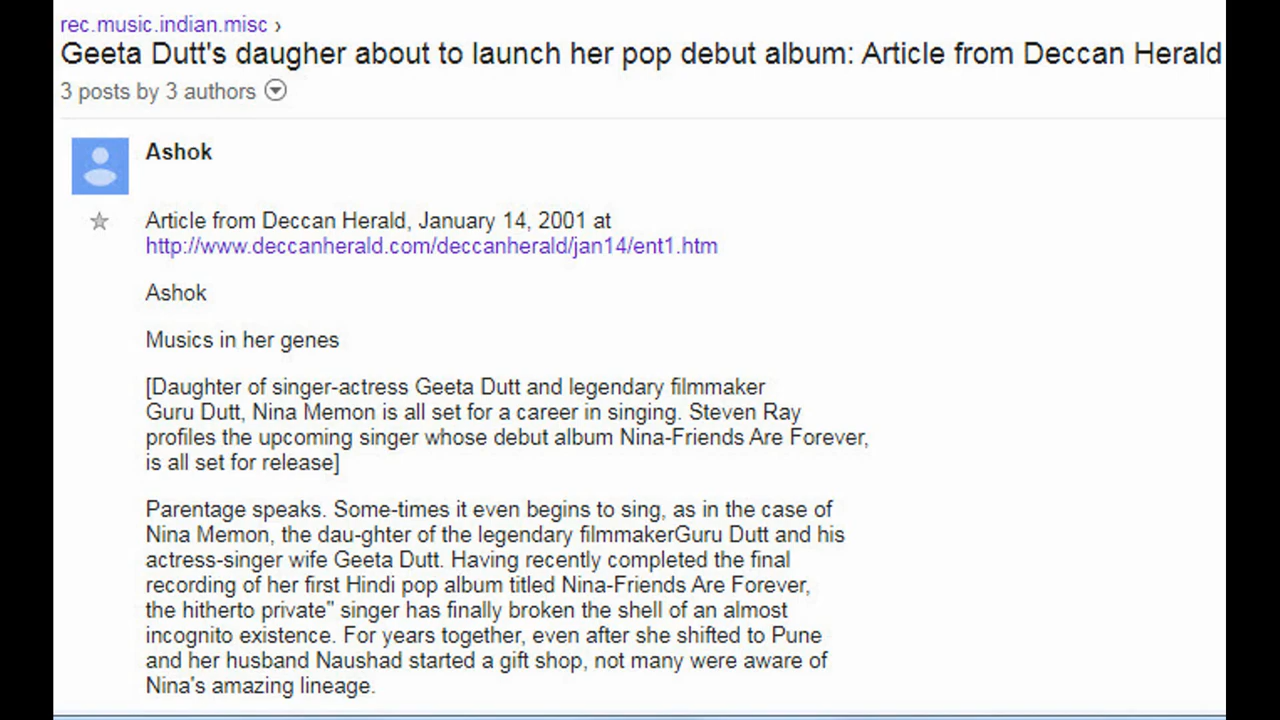 rec.music.indian.misc ›
Geeta Dutt's daugher about to launch her pop debut album: Article from Deccan Herald
3 posts by 3 authors
Ashok
Article from Deccan Herald, January 14, 2001 at
http://www.deccanherald.com/deccanherald/jan14/ent1.htm
Ashok
Musics in her genes
[Daughter of singer-actress Geeta Dutt and legendary filmmaker
Guru Dutt, Nina Memon is all set for a career in singing. Steven Ray
profiles the upcoming singer whose debut album Nina-Friends Are Forever,
is all set for release]
Parentage speaks. Some-times it even begins to sing, as in the case of
Nina Memon, the dau-ghter of the legendary filmmakerGuru Dutt and his
actress-singer wife Geeta Dutt. Having recently completed the final
recording of her first Hindi pop album titled Nina-Friends Are Forever,
the hitherto private" singer has finally broken the shell of an almost
incognito existence. For years together, even after she shifted to Pune
and her husband Naushad started a gift shop, not many were aware of
Nina's amazing lineage.